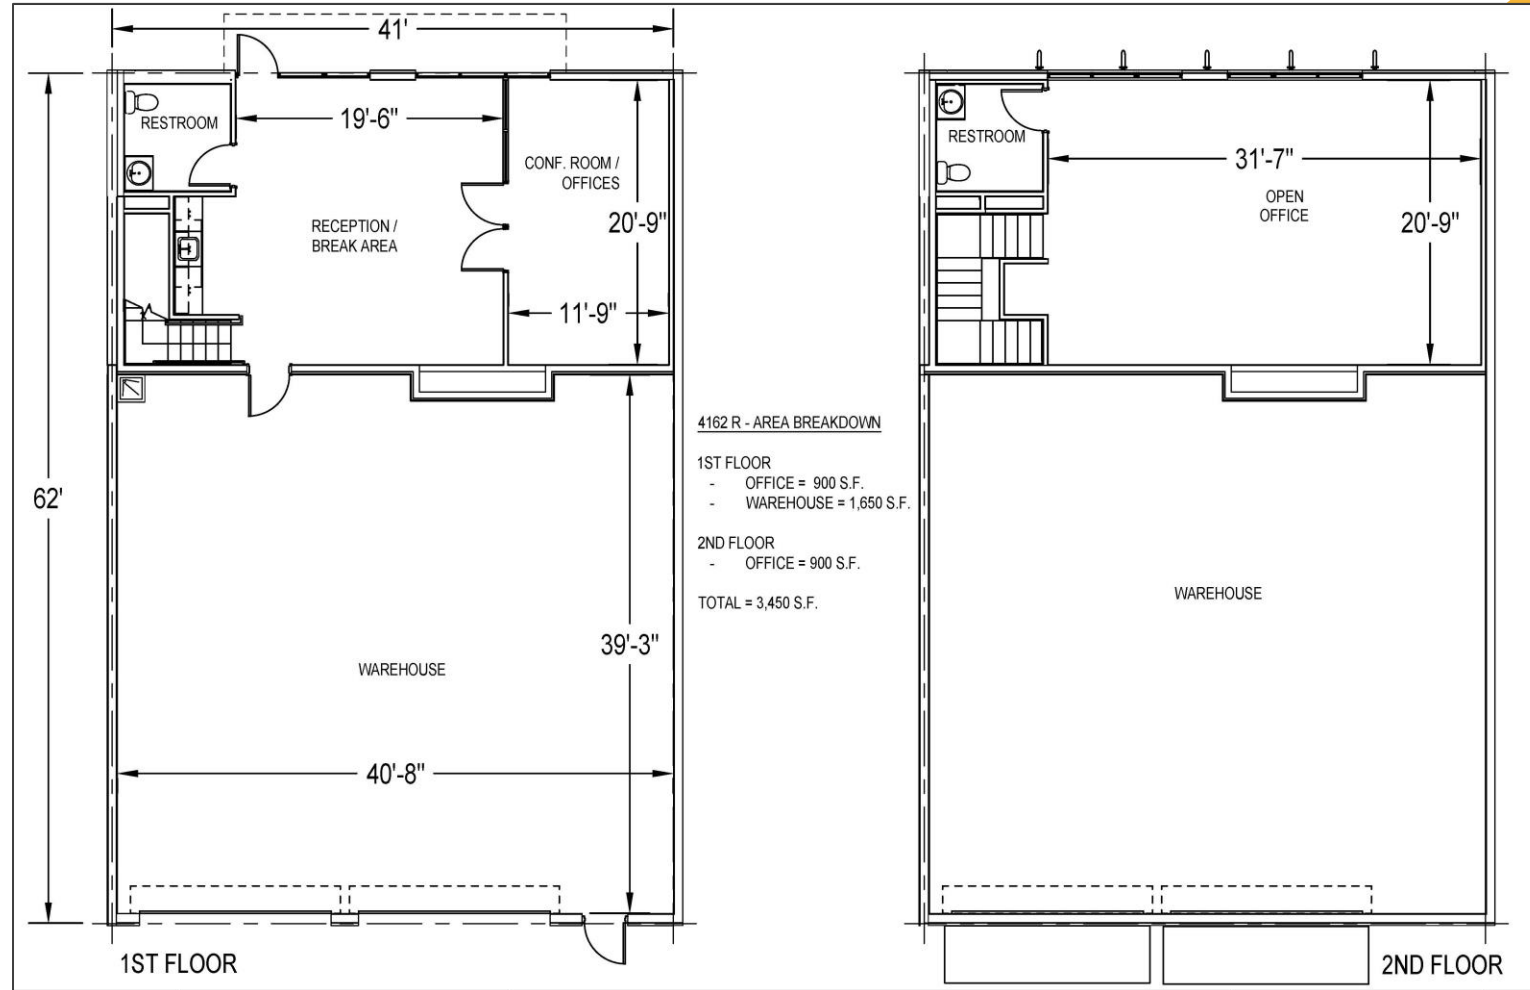 41'
62'
RESTROOM
19'-6"
CONF. ROOM /
OFFICES
20'-9"
RECEPTION /
BREAK AREA
11'-9"
39'-3"
WAREHOUSE
40'-8"
1ST FLOOR
4162 R - AREA BREAKDOWN
1ST FLOOR
- OFFICE = 900 S.F.
- WAREHOUSE = 1,650 S.F.
2ND FLOOR
- OFFICE = 900 S.F.
TOTAL = 3,450 S.F.
RESTROOM
31'-7"
OPEN
OFFICE
20'-9"
WAREHOUSE
2ND FLOOR